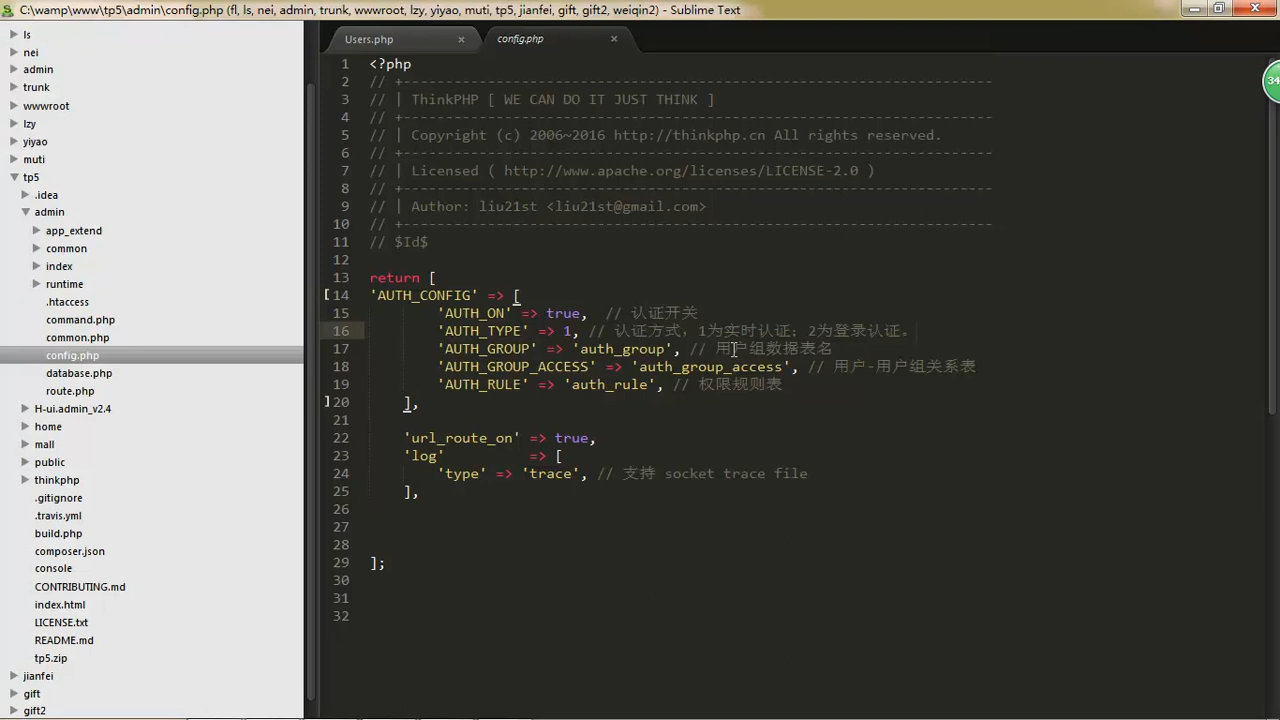 C:\wamp\www\tp5\admin\config.php (fl, ls, nei, admin, trunk, wwwroot, lzy, yiyao, muti, tp5, jianfei, gift, gift2, weiqin2) - Sublime Text
ls
nei
admin
trunk
wwwroot
lzy
yiyao
muti
tp5
.idea
admin
app_extend
common
index
runtime
.htaccess
command.php
common.php
config.php
database.php
route.php
H-ui.admin_v2.4
home
mall
public
thinkphp
.gitignore
.travis.yml
build.php
composer.json
console
CONTRIBUTING.md
index.html
LICENSE.txt
README.md
tp5.zip
jianfei
gift
gift2
Users.php × config.php ×
34
1 <?php
2 // +----------------------------------------------------------------------
3 // | ThinkPHP [ WE CAN DO IT JUST THINK ]
4 // +----------------------------------------------------------------------
5 // | Copyright (c) 2006~2016 http://thinkphp.cn All rights reserved.
6 // +----------------------------------------------------------------------
7 // | Licensed ( http://www.apache.org/licenses/LICENSE-2.0 )
8 // +----------------------------------------------------------------------
9 // | Author: liu21st <liu21st@gmail.com>
10 // +----------------------------------------------------------------------
11 // $Id$
12
13 return [
14 'AUTH_CONFIG' => [
15 'AUTH_ON' => true, // 认证开关
16 'AUTH_TYPE' => 1, // 认证方式，1为实时认证；2为登录认证。
17 'AUTH_GROUP' => 'auth_group', // 用户组数据表名
18 'AUTH_GROUP_ACCESS' => 'auth_group_access', // 用户-用户组关系表
19 'AUTH_RULE' => 'auth_rule', // 权限规则表
20 ],
21
22 'url_route_on' => true,
23 'log' => [
24 'type' => 'trace', // 支持 socket trace file
25 ],
26
27
28
29 ];
30
31
32